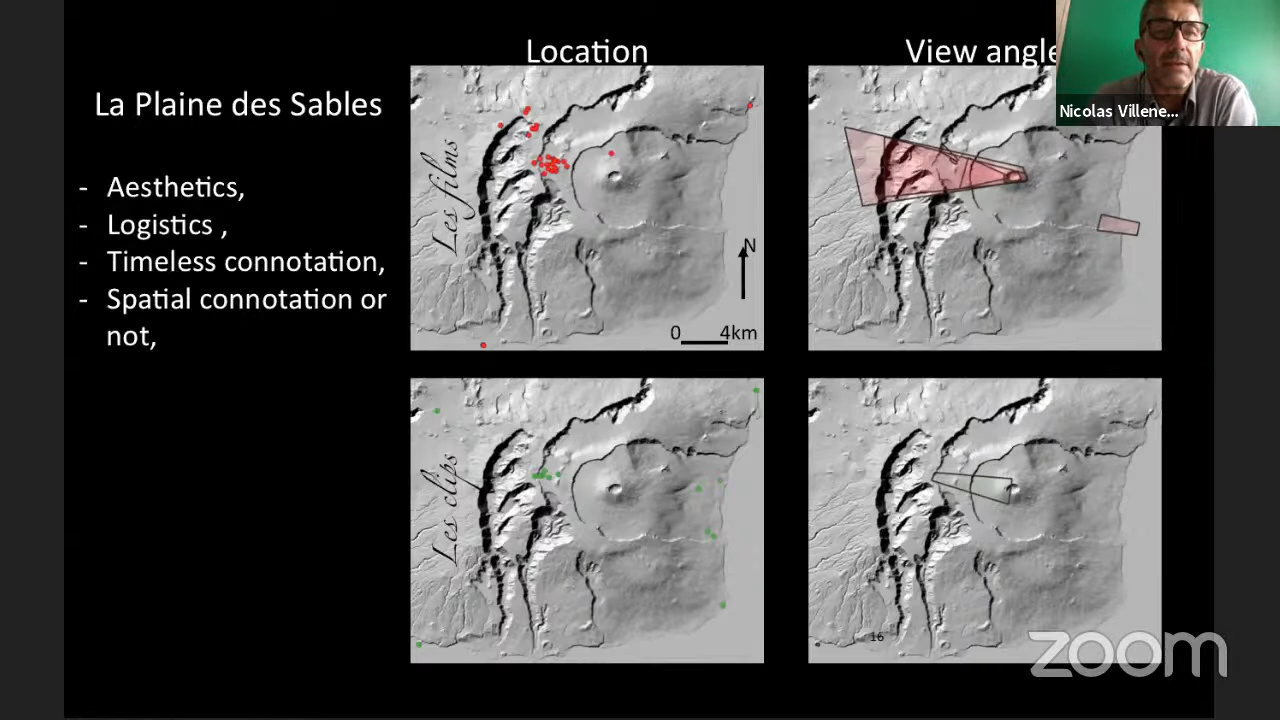 Location
View angle
Nicolas Villene...
La Plaine des Sables
- Aesthetics,
- Logistics ,
- Timeless connotation,
- Spatial connotation or
not,
Les films
N
0 4km
Les clips
16
zoom